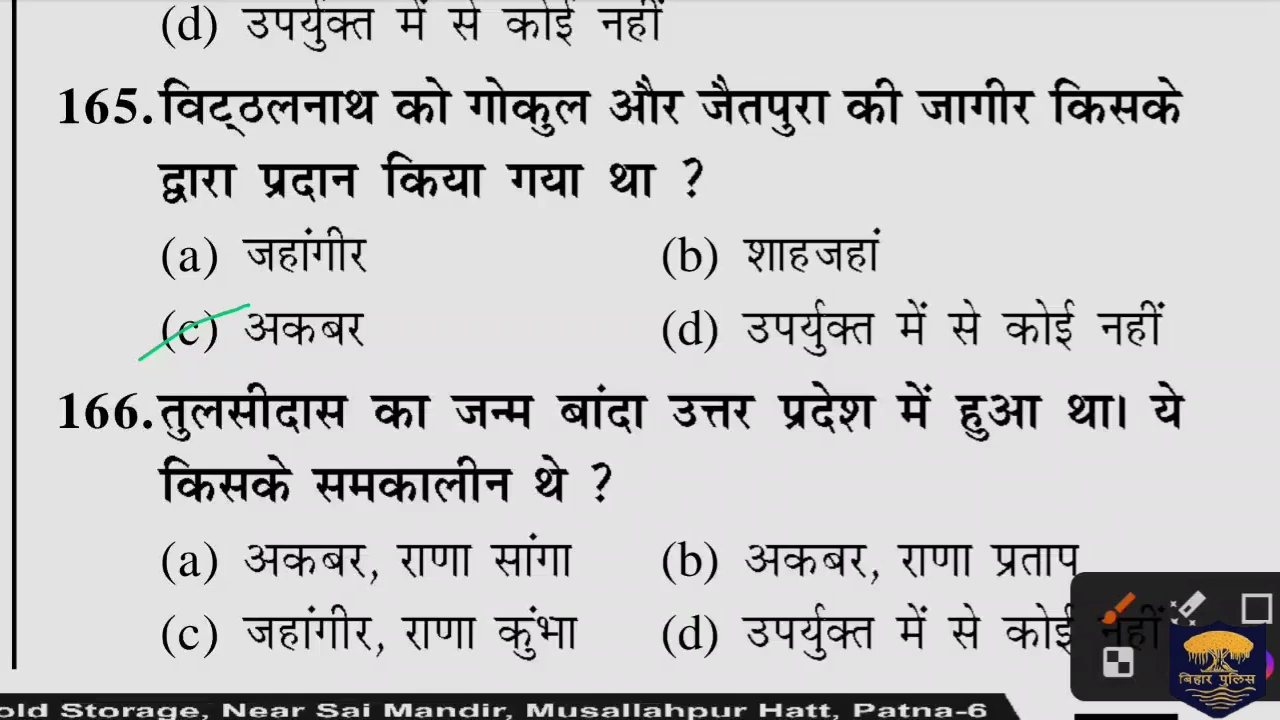 (d) उपर्युक्त में से कोई नहीं
165. विट्ठलनाथ को गोकुल और जैतपुरा की जागीर किसके
द्वारा प्रदान किया गया था ?
(a) जहांगीर (b) शाहजहां
(c) अकबर (d) उपर्युक्त में से कोई नहीं
166. तुलसीदास का जन्म बांदा उत्तर प्रदेश में हुआ था। ये
किसके समकालीन थे ?
(a) अकबर, राणा सांगा (b) अकबर, राणा प्रताप
(c) जहांगीर, राणा कुंभा (d) उपर्युक्त में से कोई नहीं
बिहार पुलिस
old Storage, Near Sai Mandir, Musallahpur Hatt, Patna-6